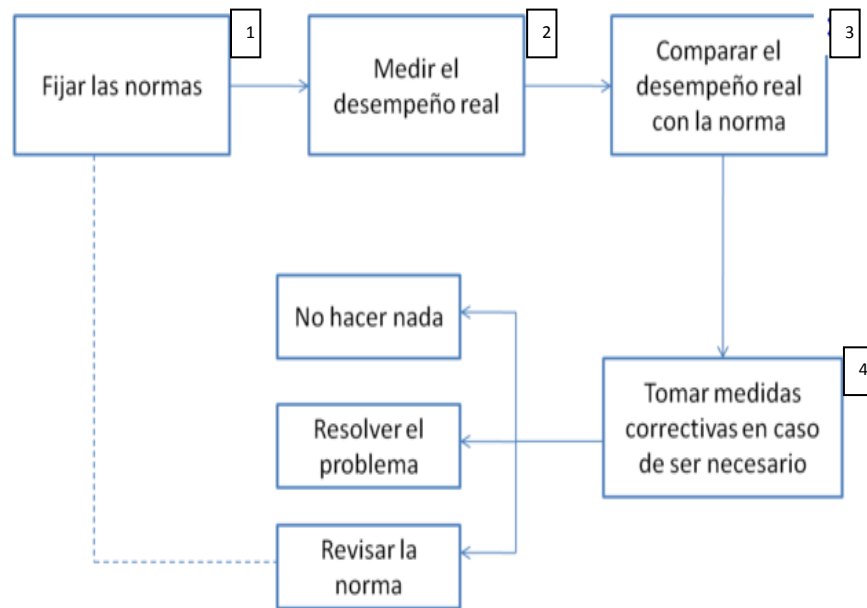 1
Fijar las normas
2
Medir el
desempeño real
3
Comparar el
desempeño real
con la norma
4
Tomar medidas
correctivas en caso
de ser necesario
No hacer nada
Resolver el
problema
Revisar la
norma